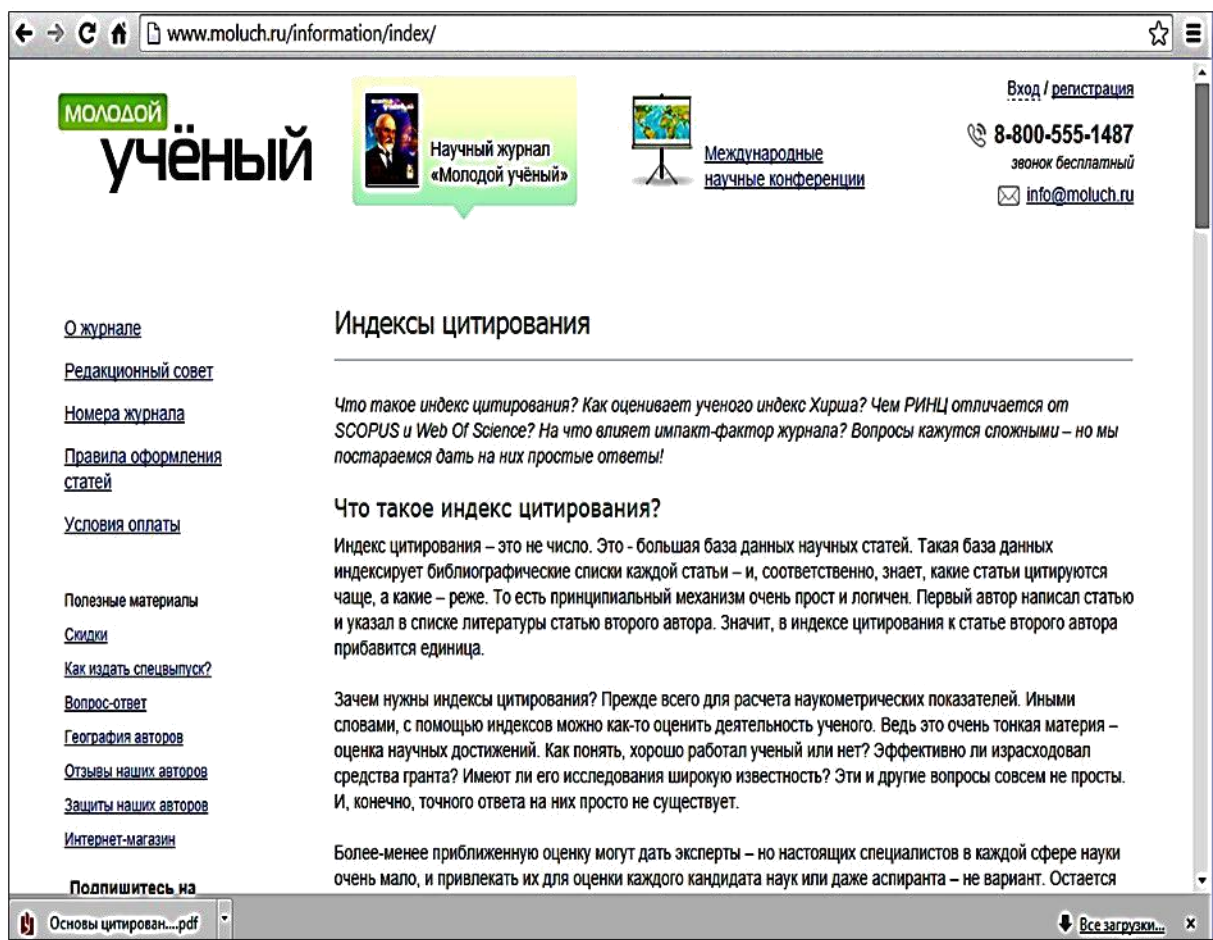 www.moluch.ru/information/index/
молодой
учёный
Научный журнал
«Молодой учёный»
Международные
научные конференции
Вход / регистрация
8-800-555-1487
звонок бесплатный
info@moluch.ru
О журнале
Редакционный совет
Номера журнала
Правила оформления
статей
Условия оплаты
Полезные материалы
Скидки
Как издать спецвыпуск?
Вопрос-ответ
География авторов
Отзывы наших авторов
Защиты наших авторов
Интернет-магазин
Подпишитесь на
Индексы цитирования
Что такое индекс цитирования? Как оценивает ученого индекс Хирша? Чем РИНЦ отличается от
SCOPUS и Web Of Science? На что влияет импакт-фактор журнала? Вопросы кажутся сложными – но мы
постараемся дать на них простые ответы!
Что такое индекс цитирования?
Индекс цитирования – это не число. Это - большая база данных научных статей. Такая база данных
индексирует библиографические списки каждой статьи – и, соответственно, знает, какие статьи цитируются
чаще, а какие – реже. То есть принципиальный механизм очень прост и логичен. Первый автор написал статью
и указал в списке литературы статью второго автора. Значит, в индексе цитирования к статье второго автора
прибавится единица.
Зачем нужны индексы цитирования? Прежде всего для расчета наукометрических показателей. Иными
словами, с помощью индексов можно как-то оценить деятельность ученого. Ведь это очень тонкая материя –
оценка научных достижений. Как понять, хорошо работал ученый или нет? Эффективно ли израсходовал
средства гранта? Имеют ли его исследования широкую известность? Эти и другие вопросы совсем не просты.
И, конечно, точного ответа на них просто не существует.
Более-менее приближенную оценку могут дать эксперты – но настоящих специалистов в каждой сфере науки
очень мало, и привлекать их для оценки каждого кандидата наук или даже аспиранта – не вариант. Остается
Основы цитирован....pdf
Все загрузки...